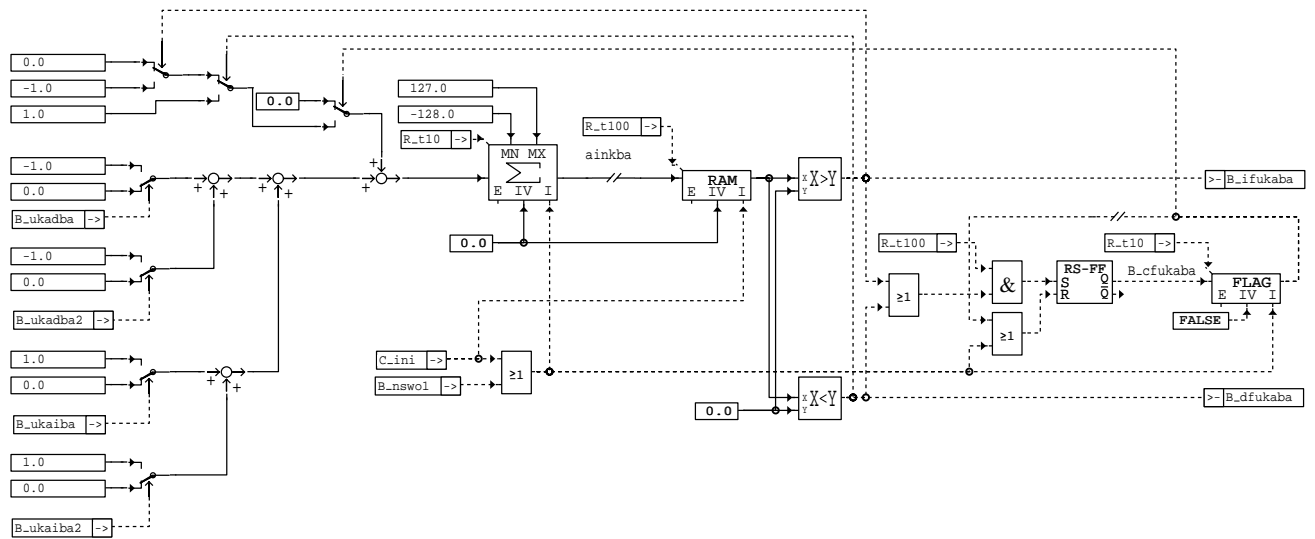 0.0
-1.0
1.0
0.0
127.0
-128.0
R_t10 ->
MN MX
E IV I
ainkba
R_t100 ->
RAM
E IV I
X
Y
X>Y
>- B_ifukaba
-1.0
0.0
B_ukadba ->
+
+
+
+
+
+
0.0
-1.0
0.0
B_ukadba2 ->
R_t100 ->
&
≥1
≥1
RS-FF
S Q
R Q
B_cfukaba
R_t10 ->
FLAG
E IV I
FALSE
1.0
0.0
B_ukaiba ->
+
+
C_ini ->
B_nswo1 ->
≥1
0.0
X
Y
X<Y
>- B_dfukaba
1.0
0.0
B_ukaiba2 ->